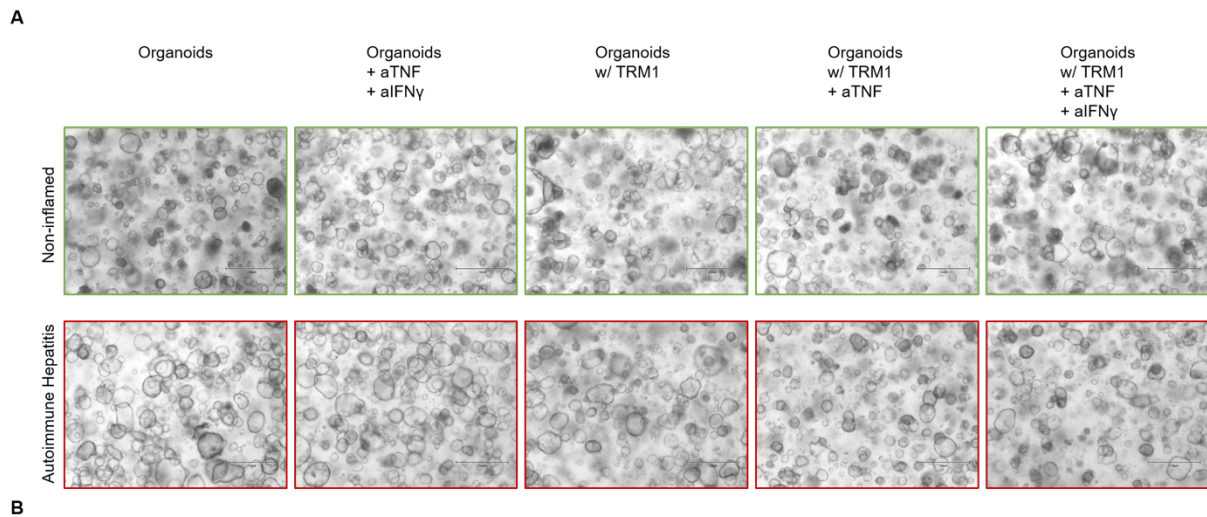 A
Organoids
Organoids
+ aTNF
+ aIFNγ
Organoids
w/ TRM1
Organoids
w/ TRM1
+ aTNF
Organoids
w/ TRM1
+ aTNF
+ aIFNγ
Non-inflamed
Autoimmune Hepatitis
B